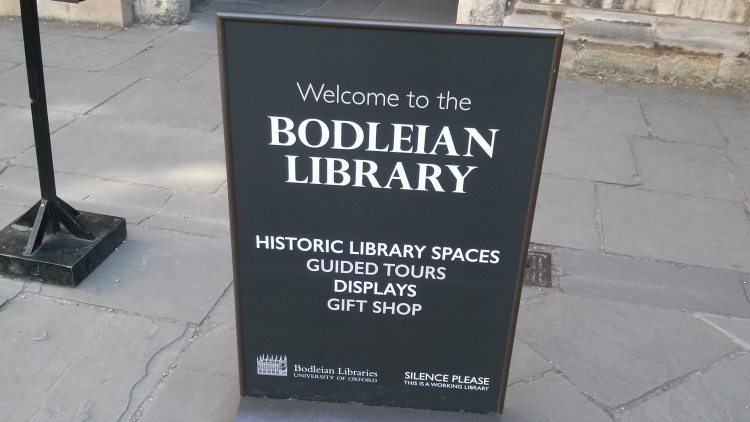 Welcome to the
BODLEIAN
LIBRARY
HISTORIC LIBRARY SPACES
GUIDED TOURS
DISPLAYS
GIFT SHOP
Bodleian Libraries
UNIVERSITY OF OXFORD
SILENCE PLEASE
THIS IS A WORKING LIBRARY